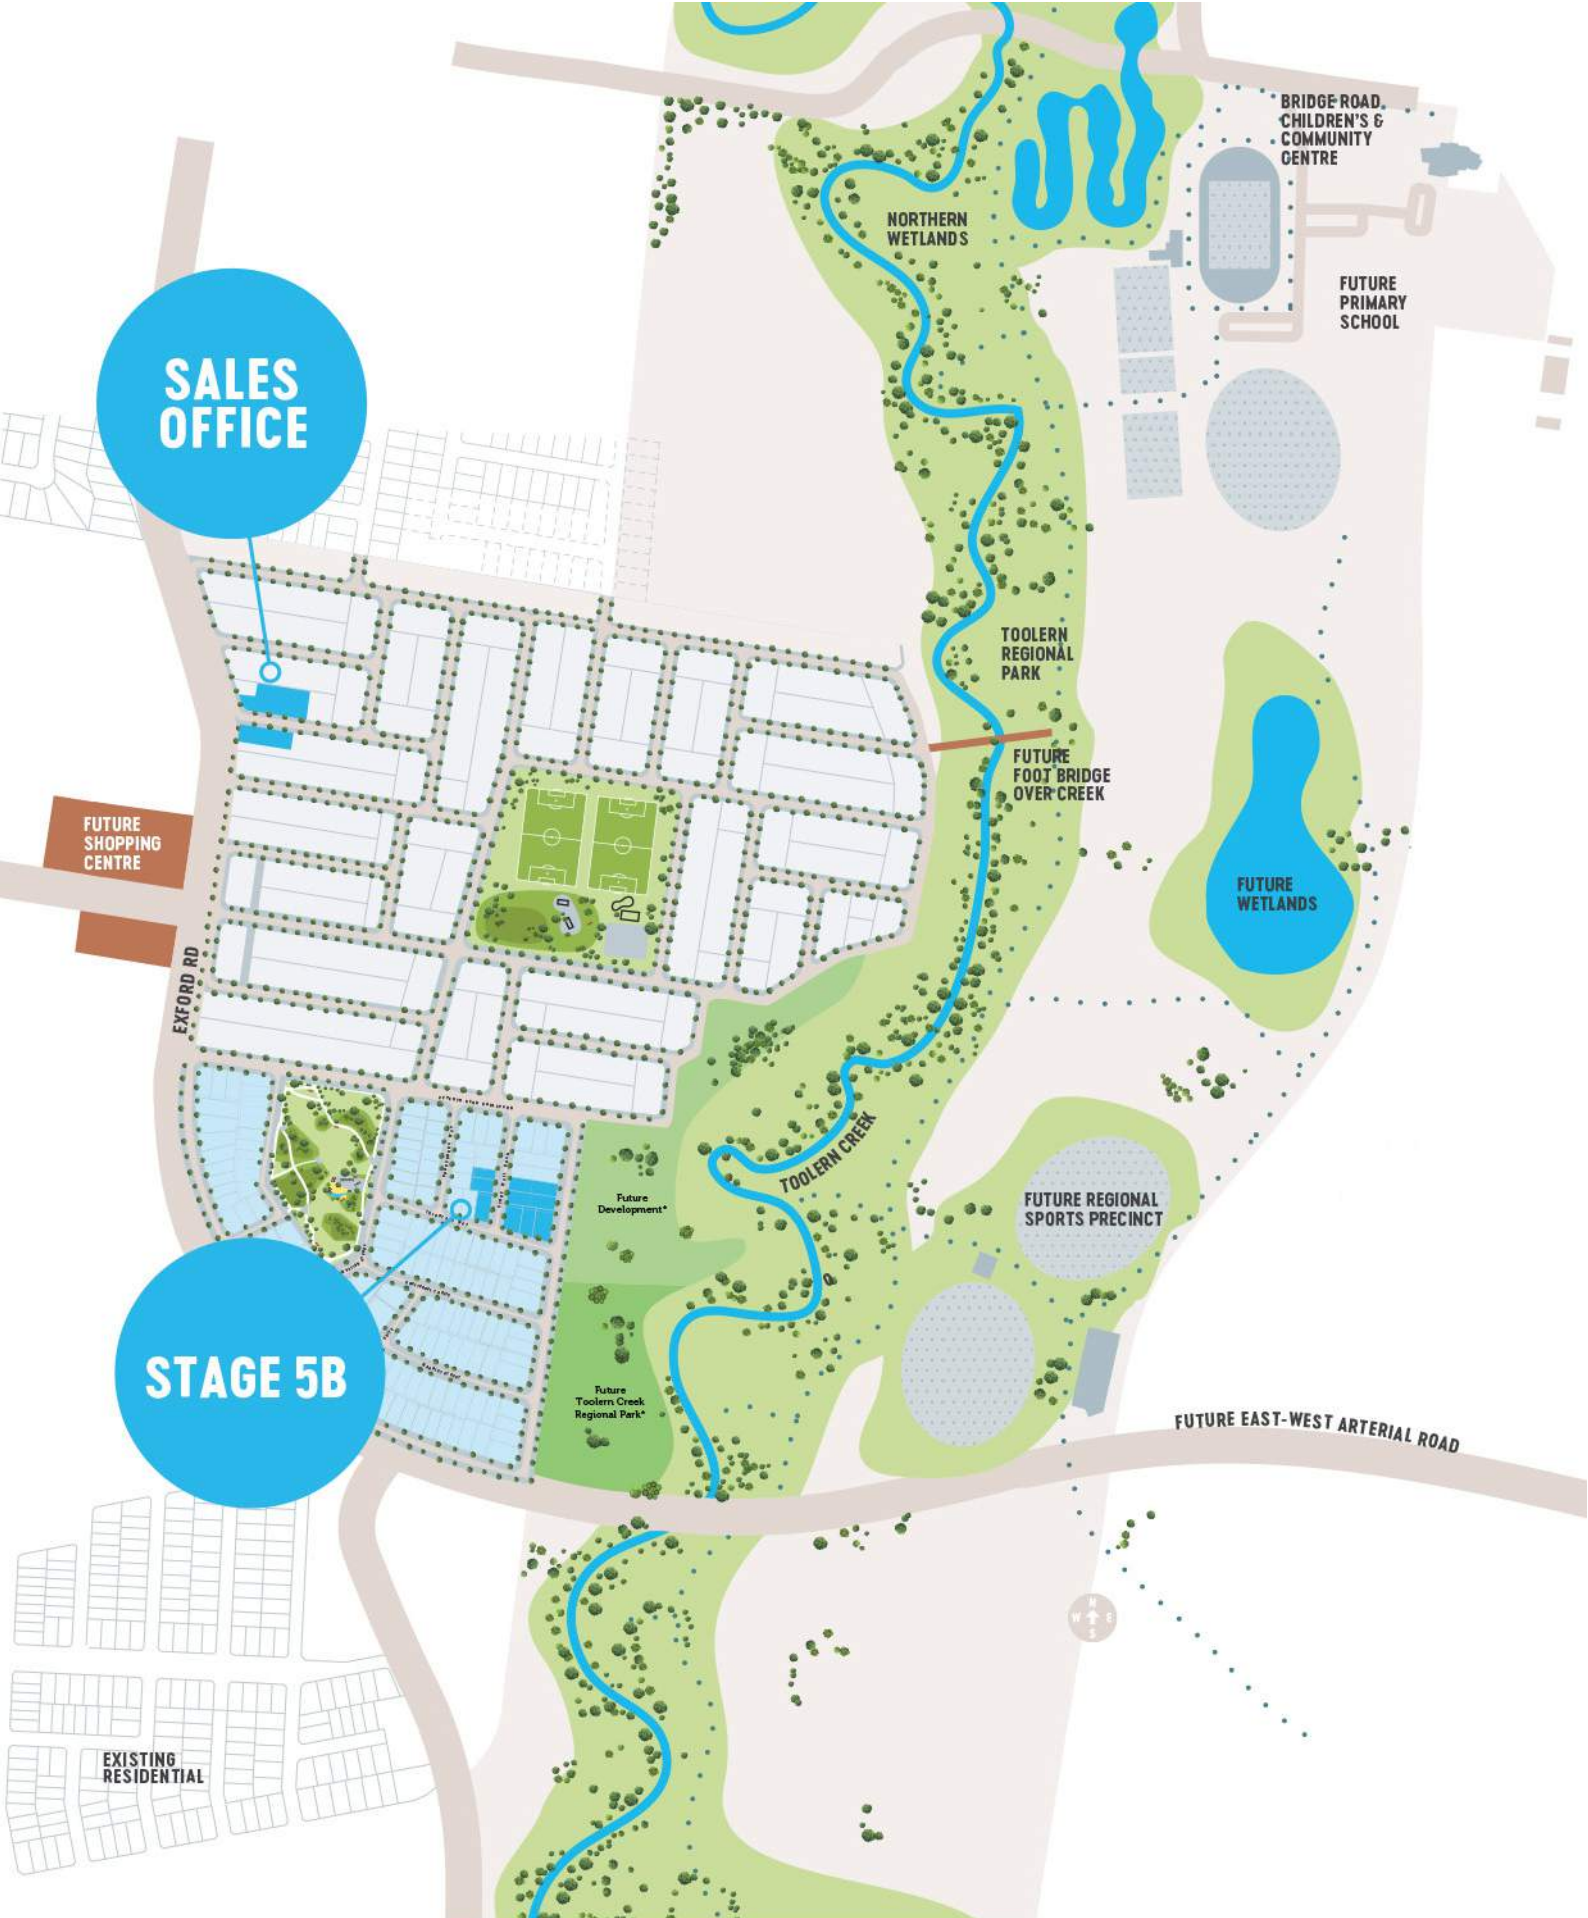 BRIDGE ROAD
CHILDREN'S &
COMMUNITY
CENTRE
NORTHERN
WETLANDS
FUTURE
PRIMARY
SCHOOL
SALES
OFFICE
TOOLERN
REGIONAL
PARK
FUTURE
FOOT BRIDGE
OVER CREEK
FUTURE
SHOPPING
CENTRE
FUTURE
WETLANDS
EXFORD RD
TOOLERN CREEK
Future
Development*
FUTURE REGIONAL
SPORTS PRECINCT
STAGE 5B
Future
Toolern Creek
Regional Park*
FUTURE EAST-WEST ARTERIAL ROAD
N
W E
S
EXISTING
RESIDENTIAL